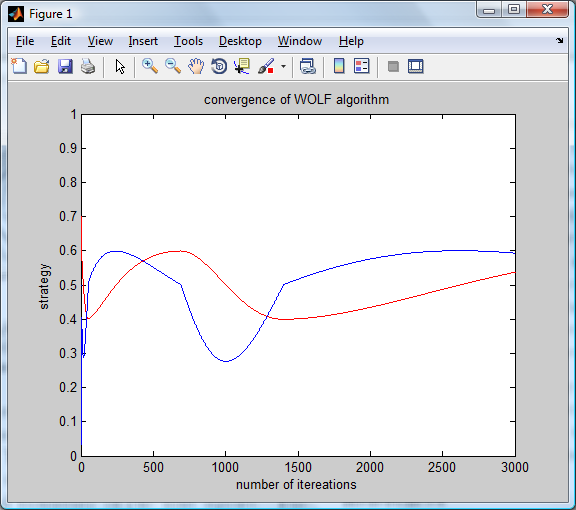 Figure 1
File Edit View Insert Tools Desktop Window Help
convergence of WOLF algorithm
1
0.9
0.8
0.7
0.6
0.5
0.4
0.3
0.2
0.1
0
strategy
0 500 1000 1500 2000 2500 3000
number of itereations